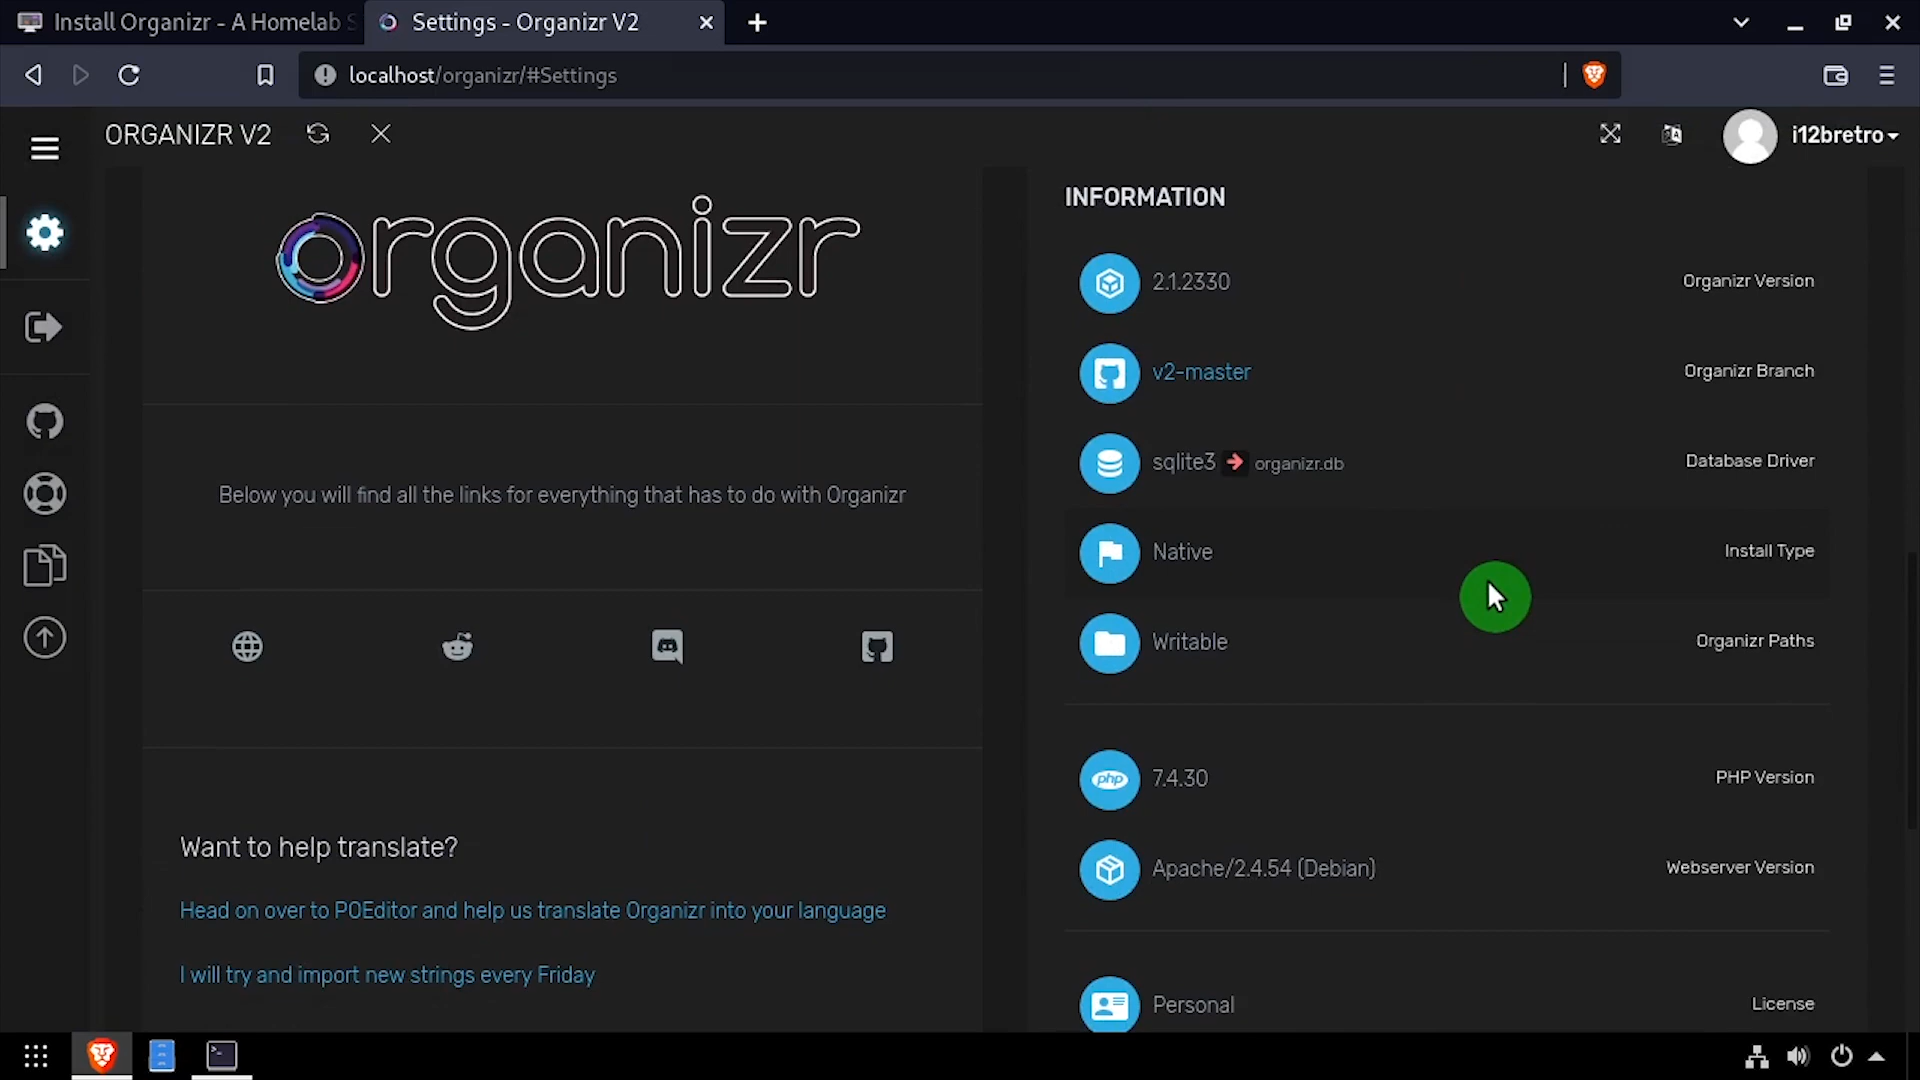 Install Organizr - A Homelab S
Settings - Organizr V2
localhost/organizr/#Settings
ORGANIZR V2
i12bretro
organizr
Below you will find all the links for everything that has to do with Organizr
Want to help translate?
Head on over to POEditor and help us translate Organizr into your language
I will try and import new strings every Friday
INFORMATION
2.1.2330
Organizr Version
v2-master
Organizr Branch
sqlite3 organizr.db
Database Driver
Native
Install Type
Writable
Organizr Paths
php
7.4.30
PHP Version
Apache/2.4.54 (Debian)
Webserver Version
Personal
License